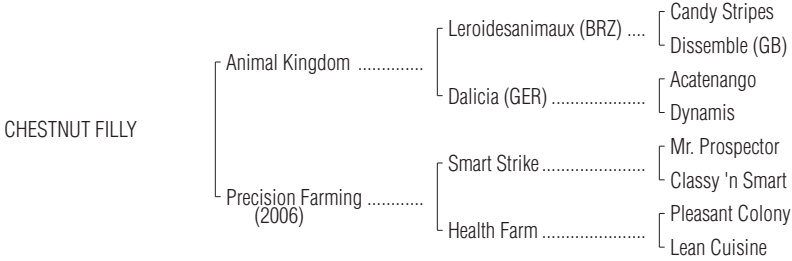 Candy Stripes
Leroidesanimaux (BRZ) ....
Dissemble (GB)
Animal Kingdom ..............
Acatenango
Dalicia (GER) .....................
Dynamis
CHESTNUT FILLY
Mr. Prospector
Smart Strike .......................
Classy 'n Smart
Precision Farming ............
(2006)
Pleasant Colony
Health Farm .......................
Lean Cuisine